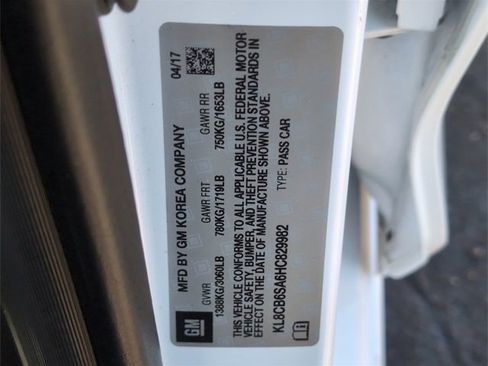 MFD BY GM KOREA COMPANY 04/17
GVWR GAWR FRT GAWR RR
1388KG/3060LB 780KG/1719LB 750KG/1653LB
THIS VEHICLE CONFORMS TO ALL APPLICABLE U.S. FEDERAL MOTOR
VEHICLE SAFETY, BUMPER, AND THEFT PREVENTION STANDARDS IN
EFFECT ON THE DATE OF MANUFACTURE SHOWN ABOVE.
KL8CB6SA6HC829982 TYPE: PASS CAR
GM